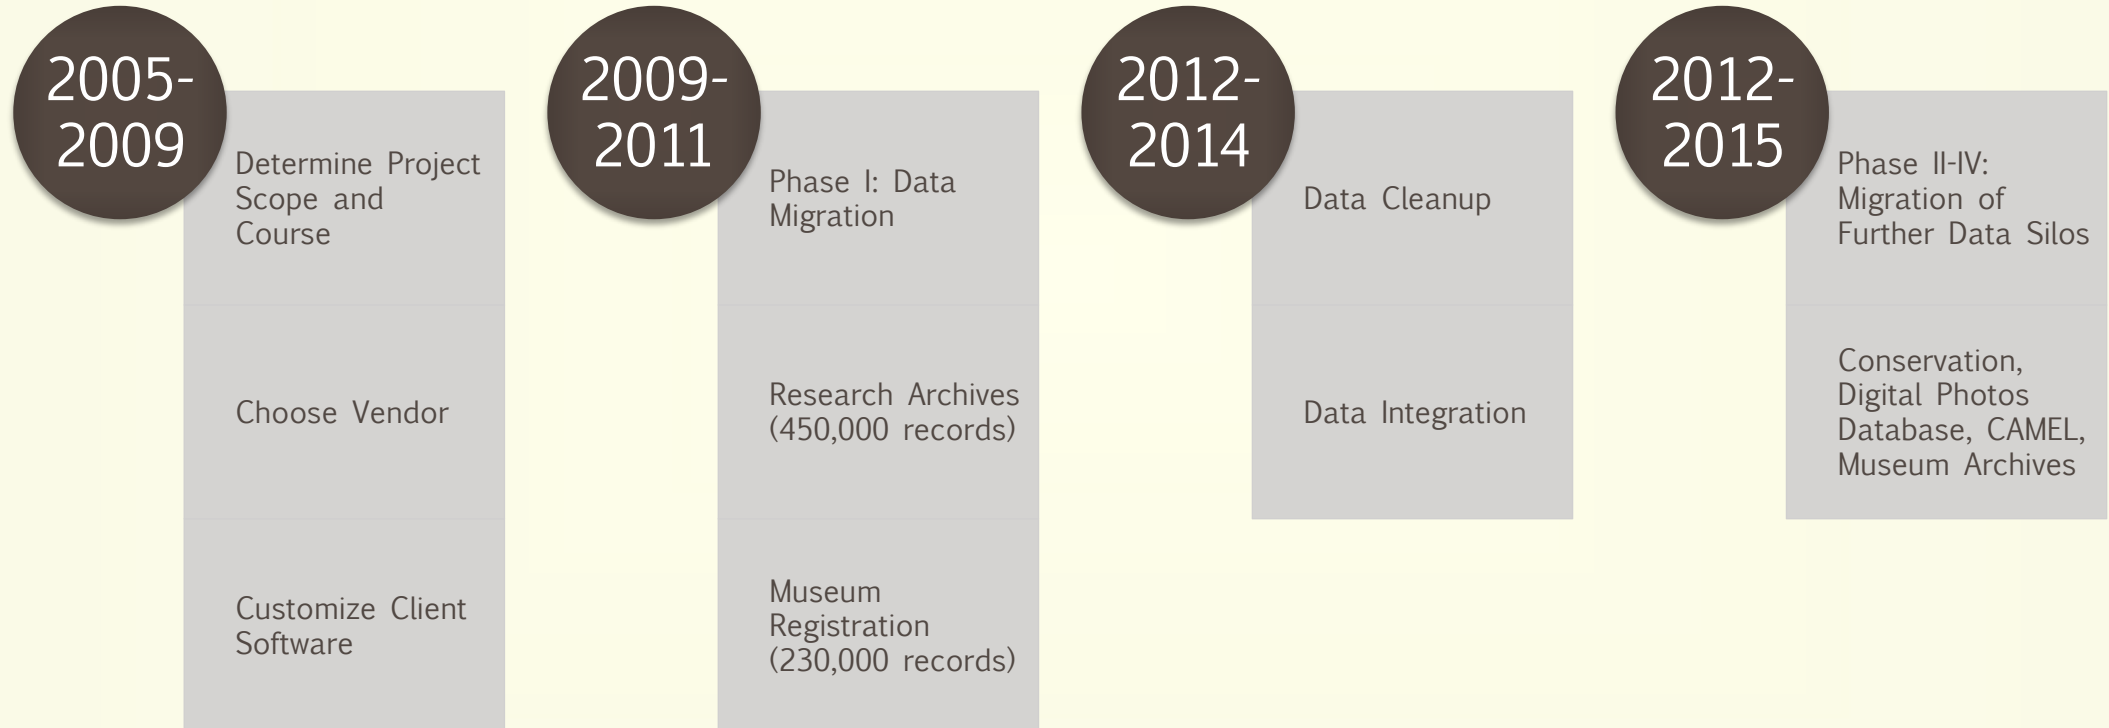 2005-
2009
Determine Project
Scope and
Course
Choose Vendor
Customize Client
Software
2009-
2011
Phase I: Data
Migration
Research Archives
(450,000 records)
Museum
Registration
(230,000 records)
2012-
2014
Data Cleanup
Data Integration
2012-
2015
Phase II-IV:
Migration of
Further Data Silos
Conservation,
Digital Photos
Database, CAMEL,
Museum Archives